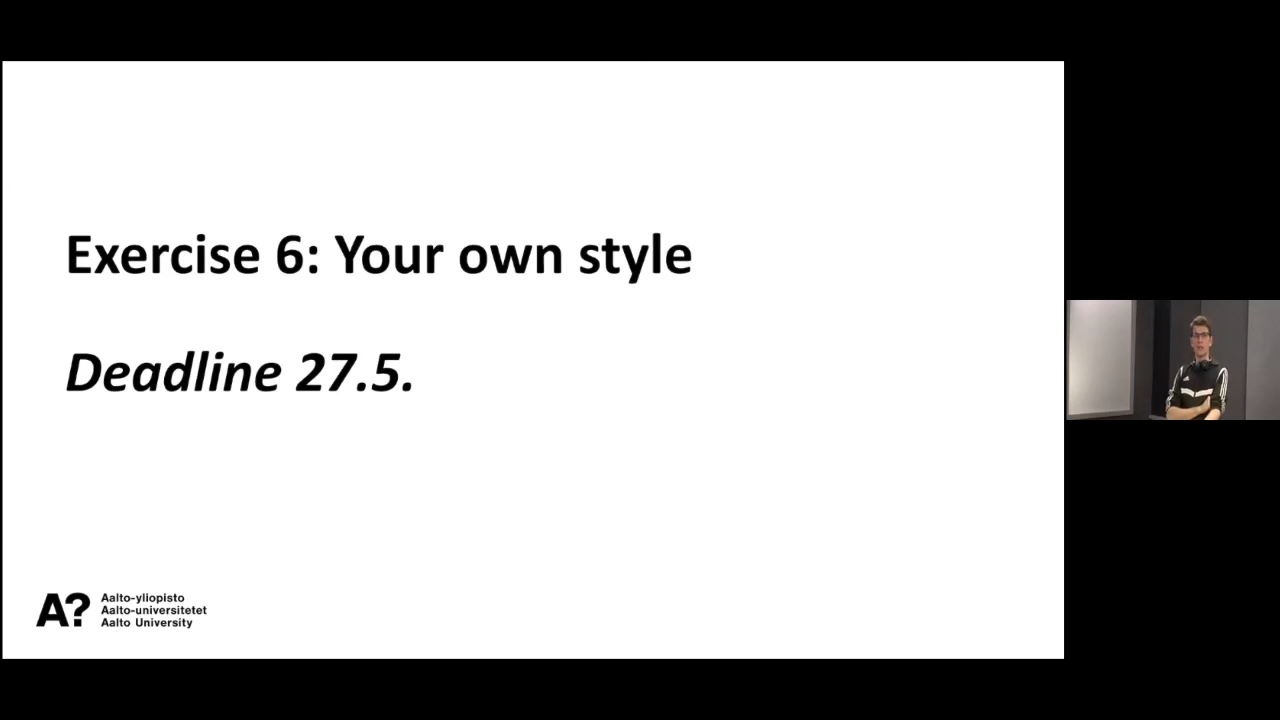 Exercise 6: Your own style
Deadline 27.5.
A?
Aalto-yliopisto
Aalto-universitetet
Aalto University